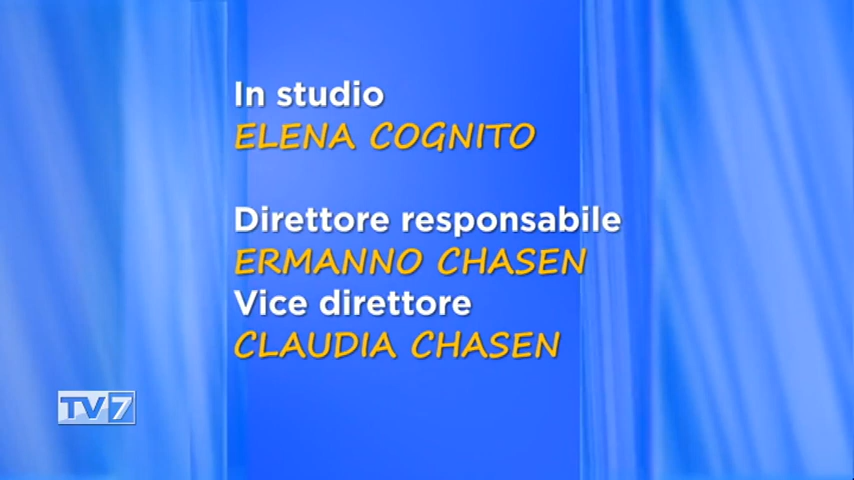 In studio
ELENA COGNITO
Direttore responsabile
ERMANNO CHASEN
Vice direttore
CLAUDIA CHASEN
TV7